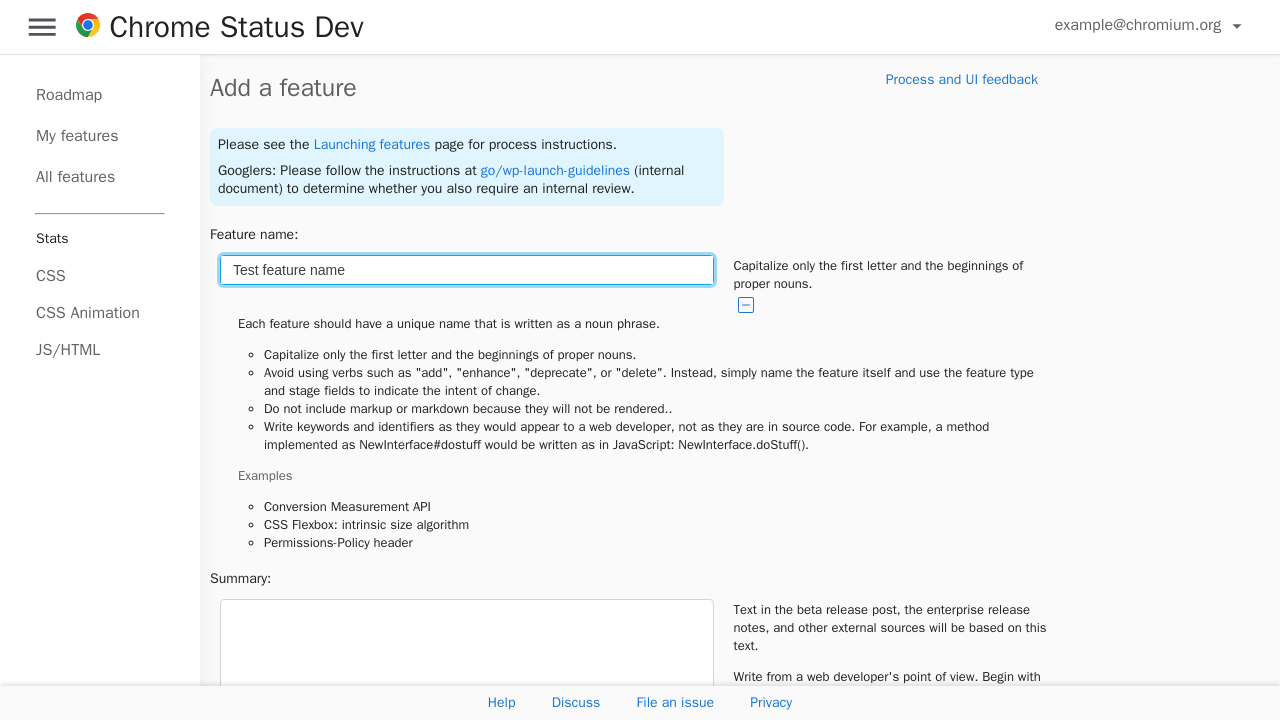 Chrome Status Dev
example@chromium.org
Roadmap
My features
All features
Stats
CSS
CSS Animation
JS/HTML
Add a feature
Process and UI feedback
Please see the Launching features page for process instructions.
Googlers: Please follow the instructions at go/wp-launch-guidelines (internal
document) to determine whether you also require an internal review.
Feature name:
Test feature name
Capitalize only the first letter and the beginnings of
proper nouns.
Each feature should have a unique name that is written as a noun phrase.
Capitalize only the first letter and the beginnings of proper nouns.
Avoid using verbs such as "add", "enhance", "deprecate", or "delete". Instead, simply name the feature itself and use the feature type
and stage fields to indicate the intent of change.
Do not include markup or markdown because they will not be rendered..
Write keywords and identifiers as they would appear to a web developer, not as they are in source code. For example, a method
implemented as NewInterface#dostuff would be written as in JavaScript: NewInterface.doStuff().
Examples
Conversion Measurement API
CSS Flexbox: intrinsic size algorithm
Permissions-Policy header
Summary:
Text in the beta release post, the enterprise release
notes, and other external sources will be based on this
text.
Write from a web developer's point of view. Begin with
Help Discuss File an issue Privacy